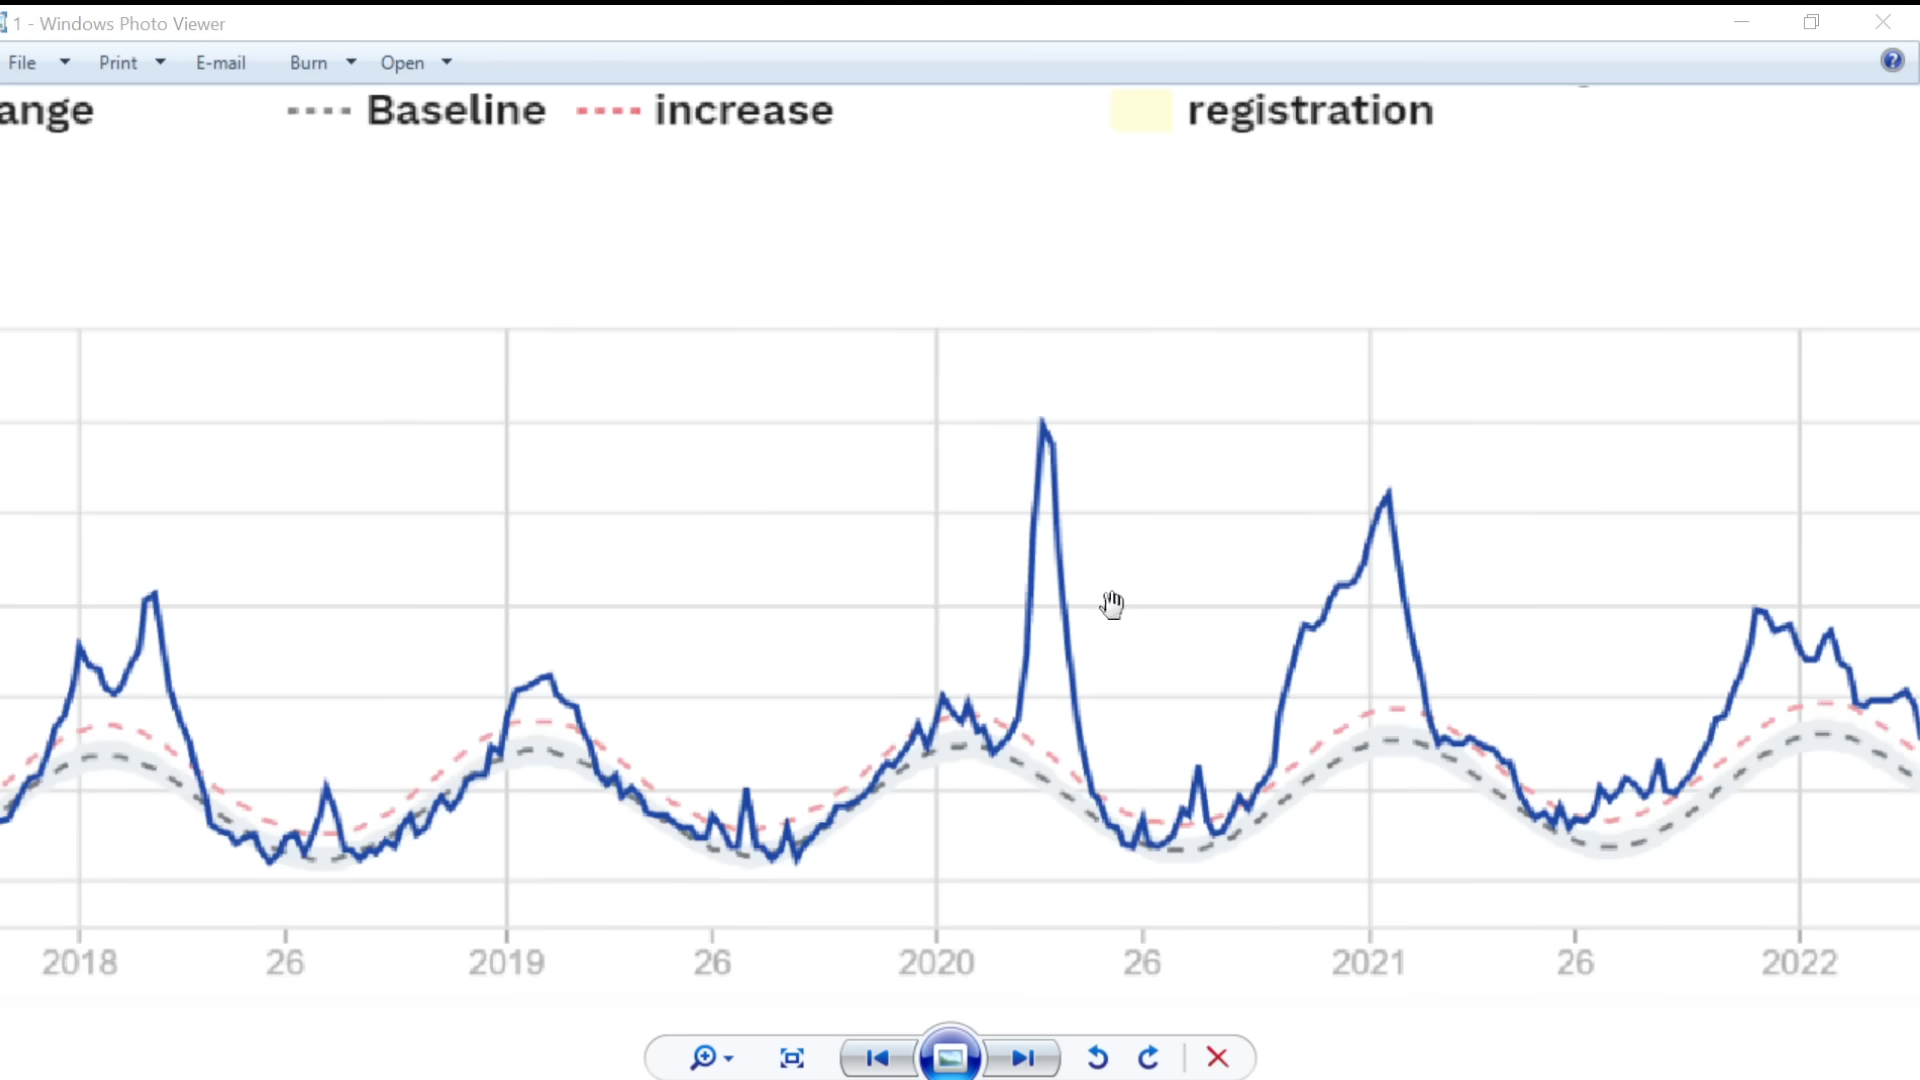 1 - Windows Photo Viewer
File Print E-mail Burn Open
ange Baseline increase registration
2018 26 2019 26 2020 26 2021 26 2022